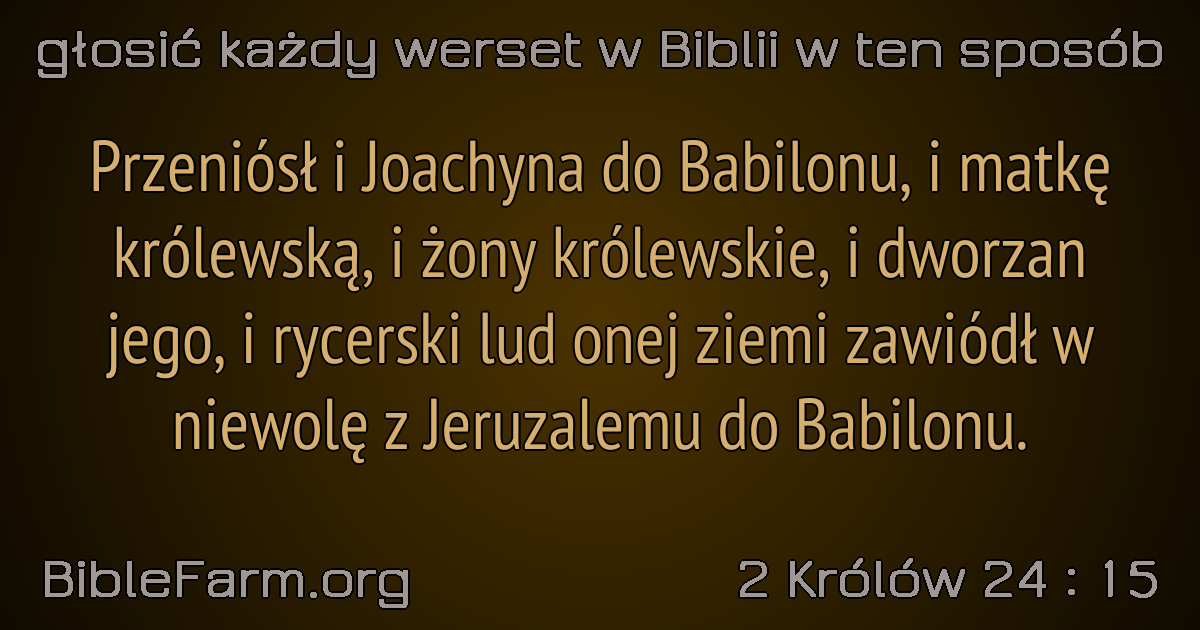 głosić każdy werset w Biblii w ten sposób
Przeniósł i Joachyna do Babilonu, i matkę
królewską, i żony królewskie, i dworzan
jego, i rycerski lud onej ziemi zawiódł w
niewolę z Jeruzalemu do Babilonu.
BibleFarm.org
2 Królów 24 : 15